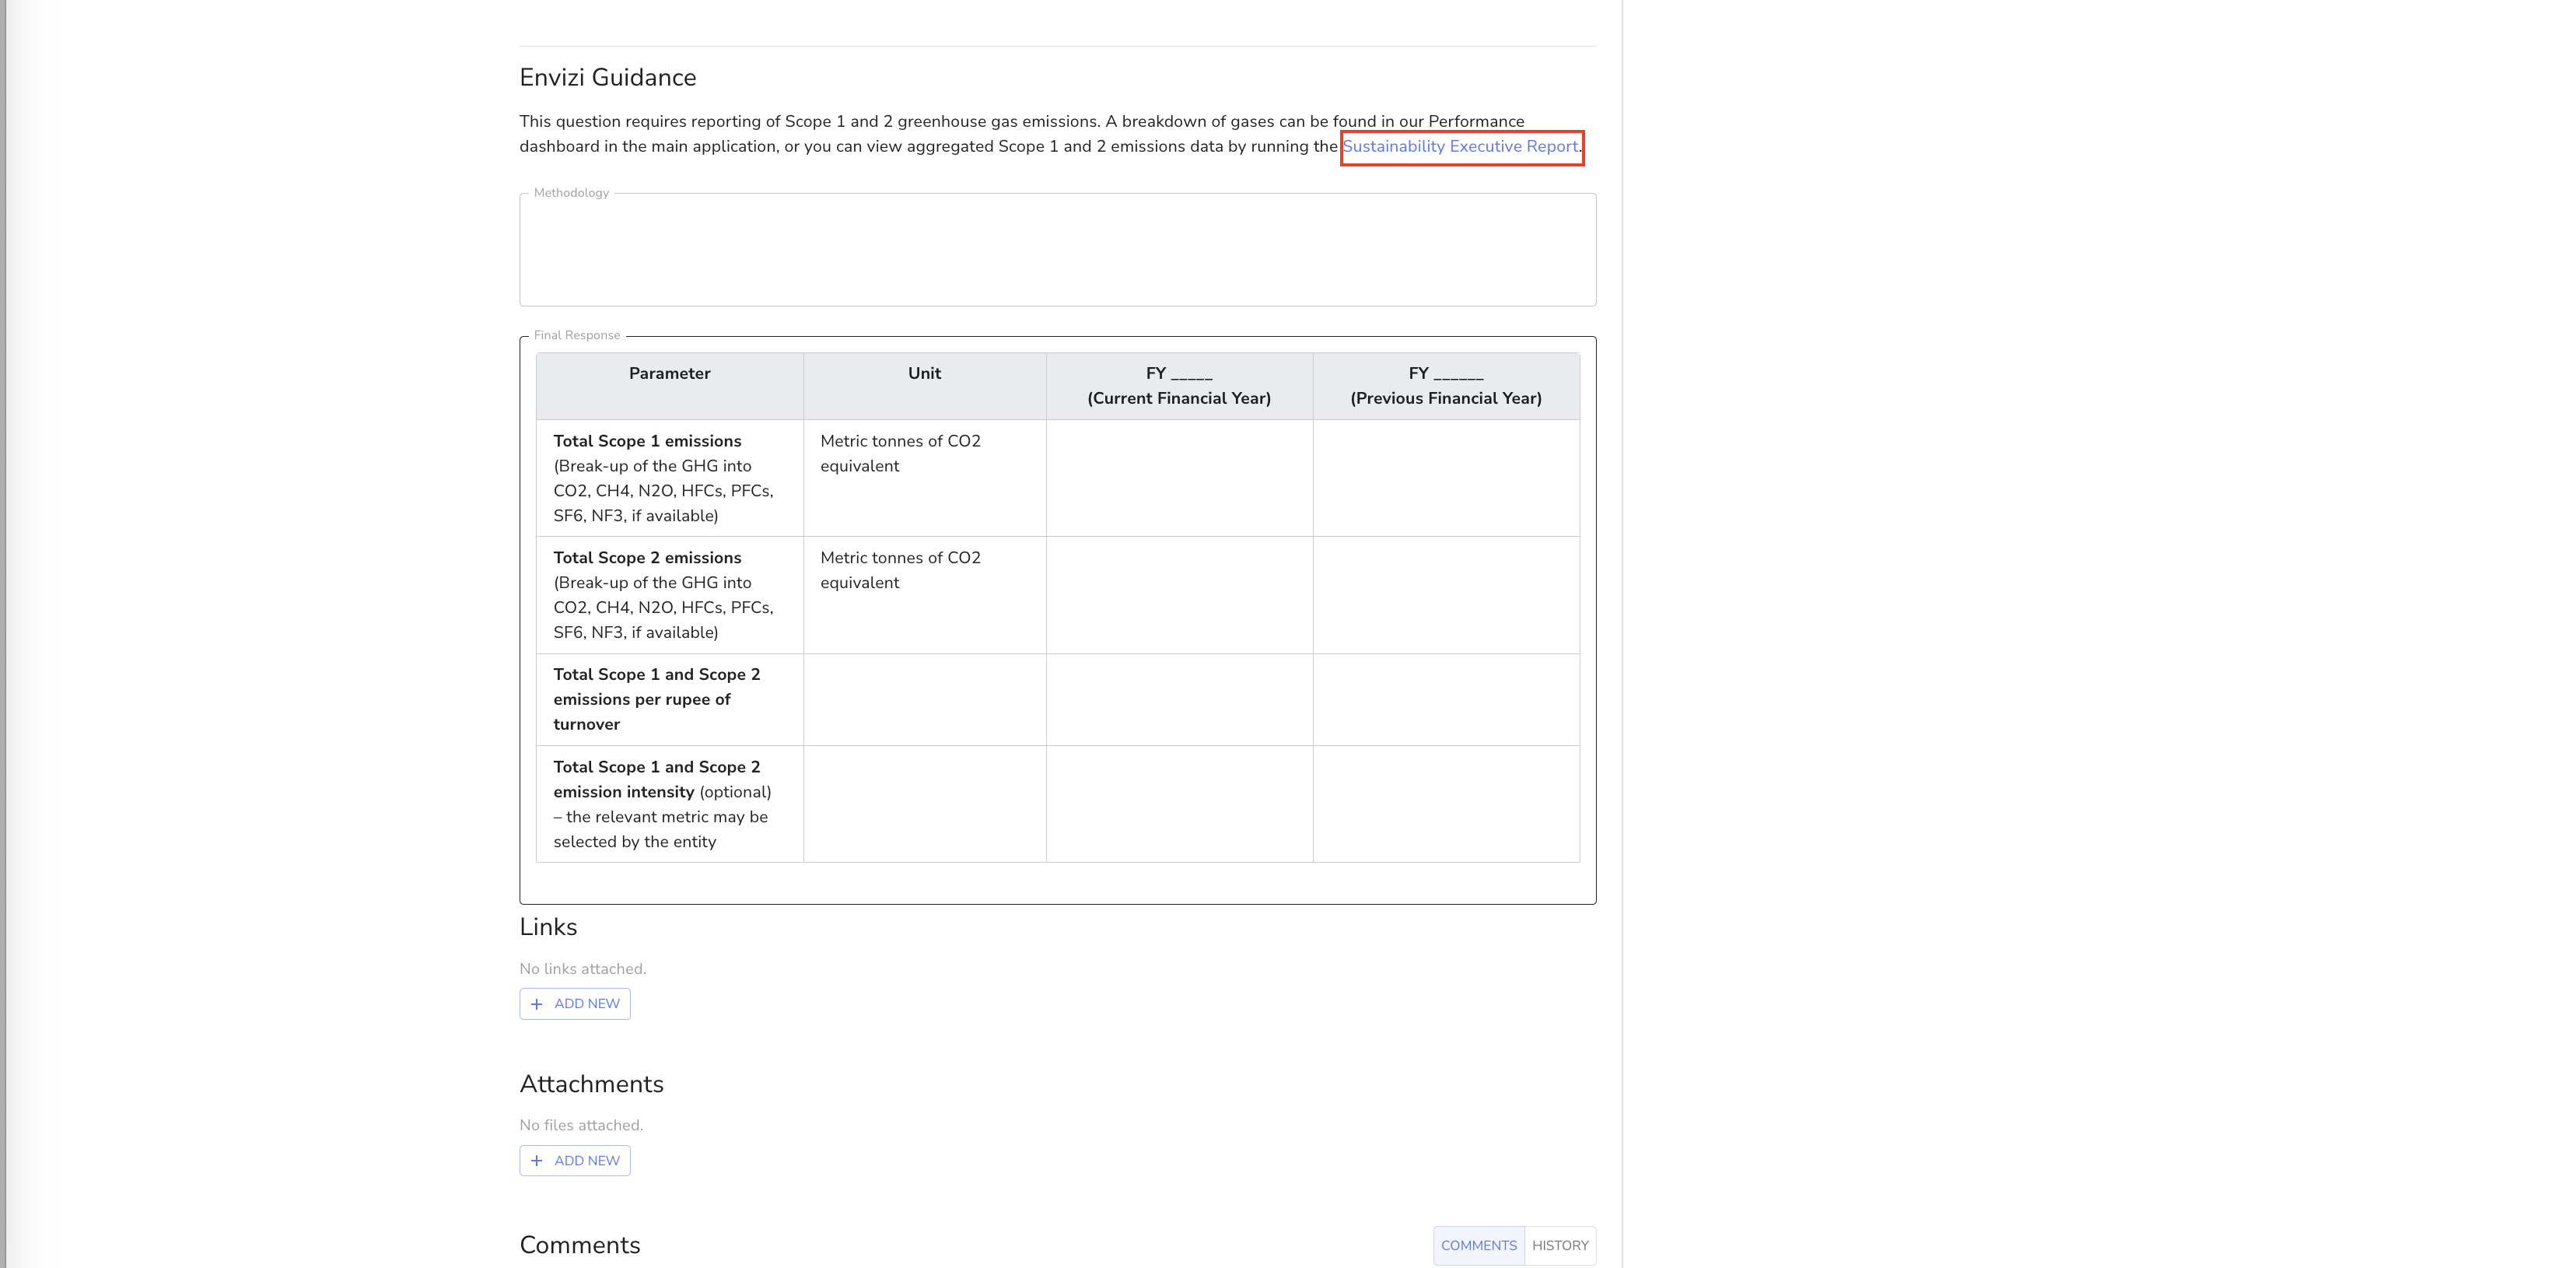 Envizi Guidance
This question requires reporting of Scope 1 and 2 greenhouse gas emissions. A breakdown of gases can be found in our Performance
dashboard in the main application, or you can view aggregated Scope 1 and 2 emissions data by running the Sustainability Executive Report.
Methodology
Final Response
Parameter
Unit
FY _____
(Current Financial Year)
FY ______
(Previous Financial Year)
Total Scope 1 emissions
(Break-up of the GHG into
CO2, CH4, N2O, HFCs, PFCs,
SF6, NF3, if available)
Metric tonnes of CO2
equivalent
Total Scope 2 emissions
(Break-up of the GHG into
CO2, CH4, N2O, HFCs, PFCs,
SF6, NF3, if available)
Metric tonnes of CO2
equivalent
Total Scope 1 and Scope 2
emissions per rupee of
turnover
Total Scope 1 and Scope 2
emission intensity (optional)
– the relevant metric may be
selected by the entity
Links
No links attached.
+ ADD NEW
Attachments
No files attached.
+ ADD NEW
Comments
COMMENTS
HISTORY